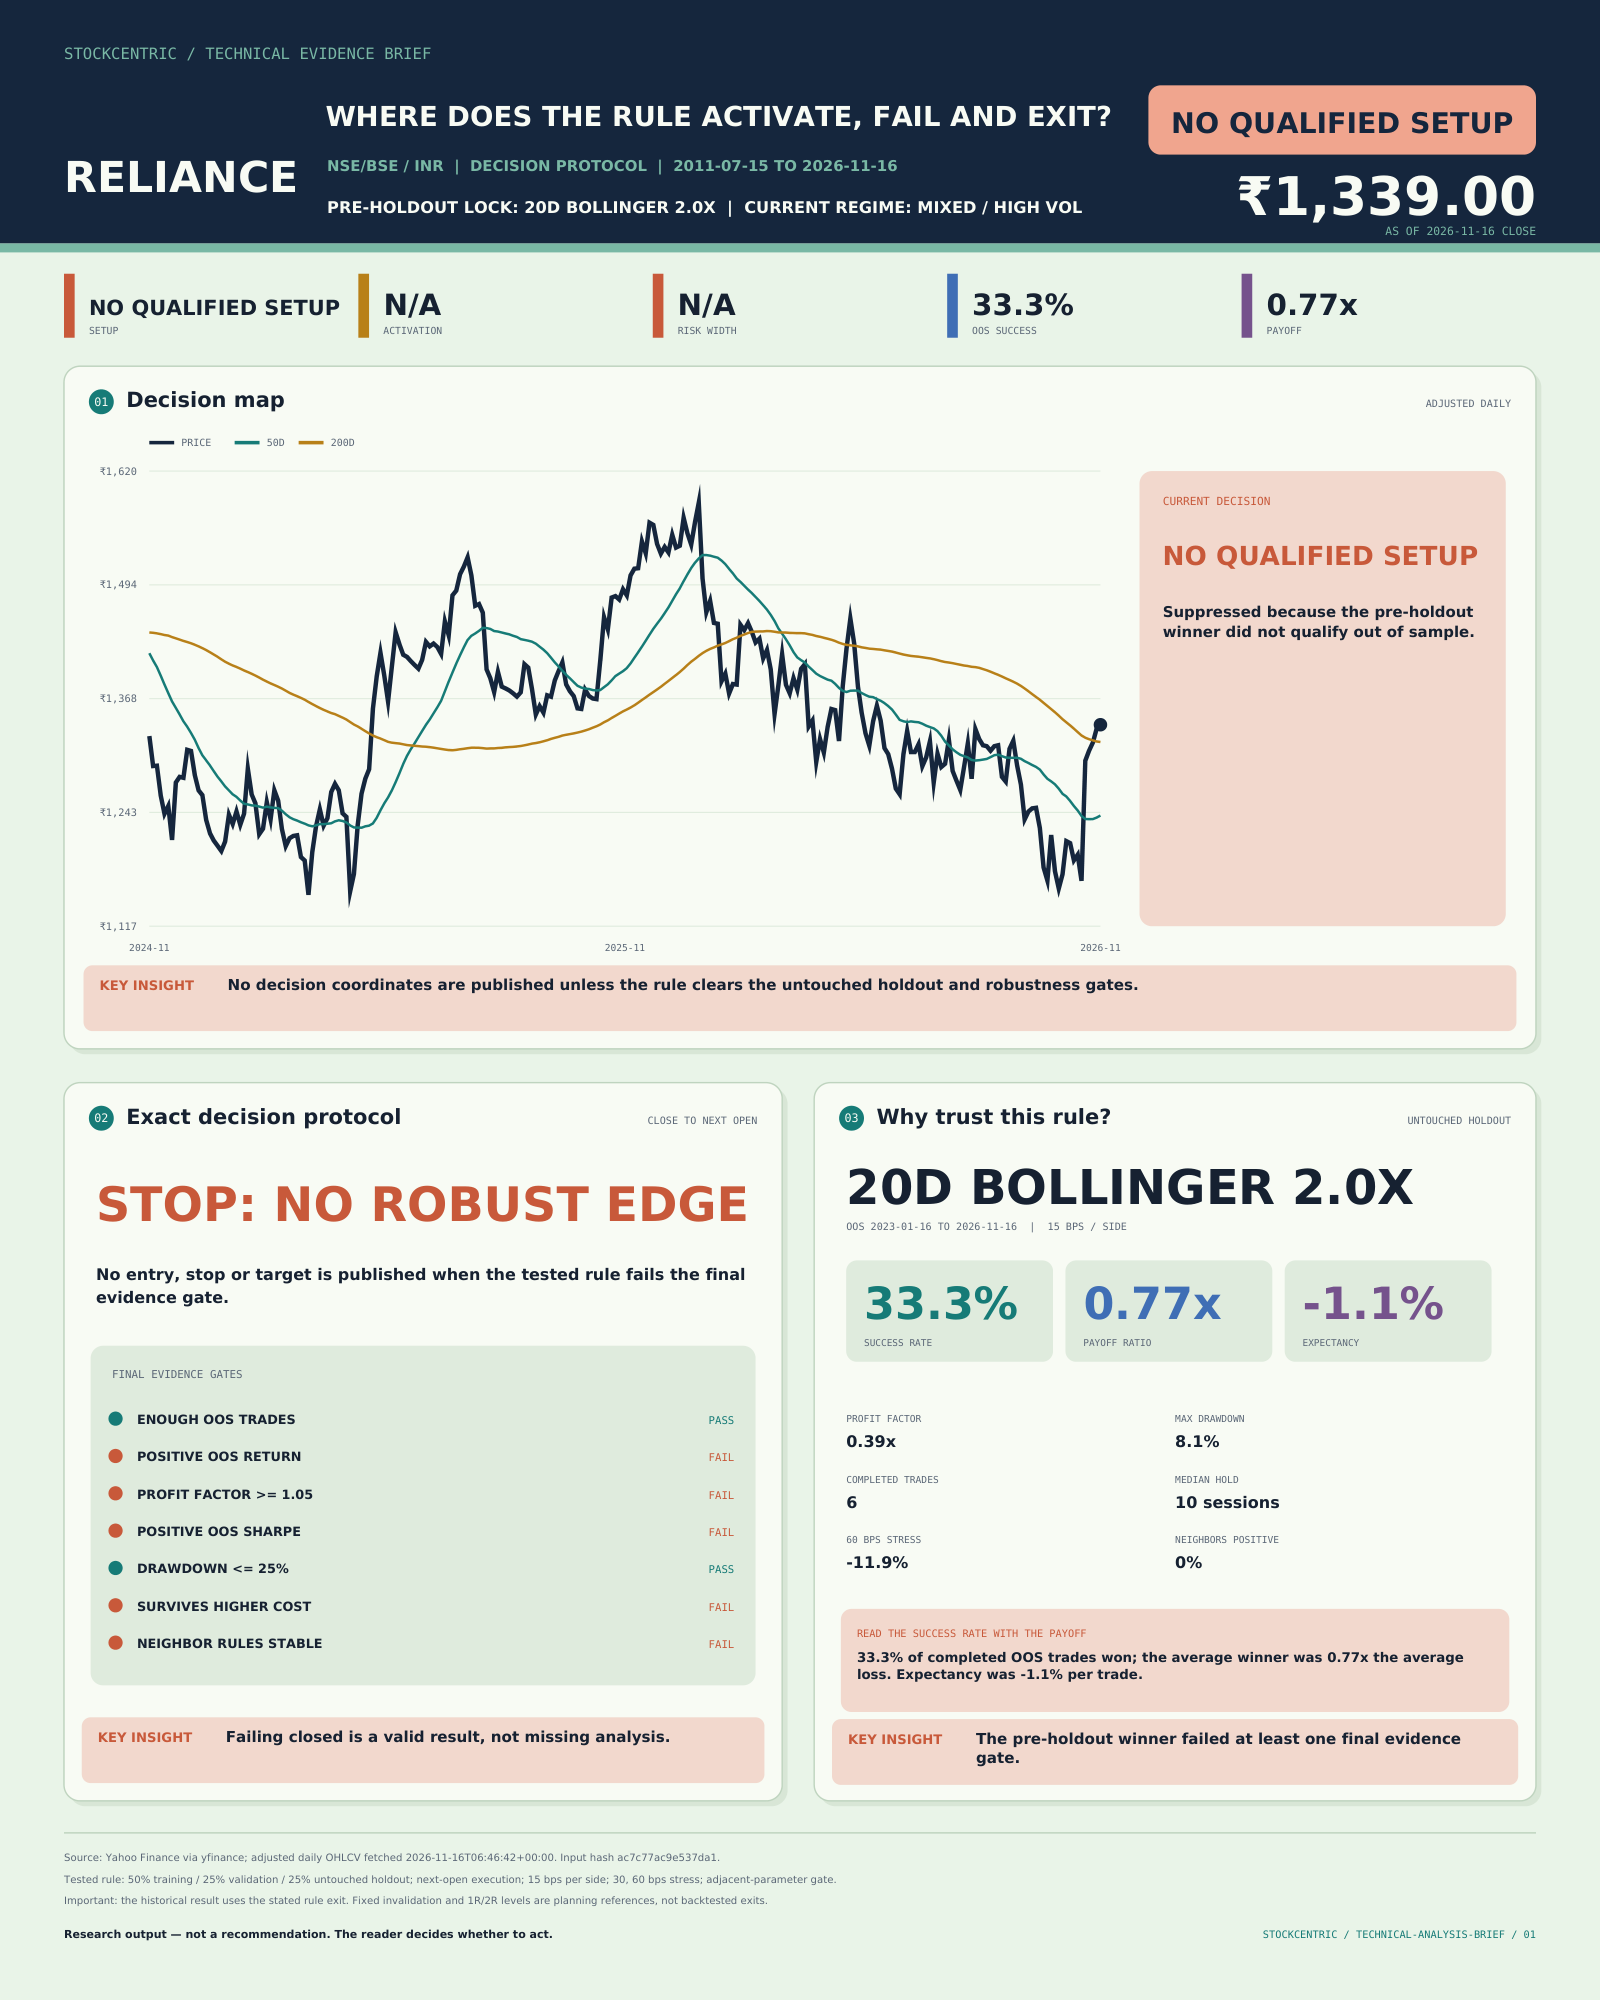 STOCKCENTRIC / TECHNICAL EVIDENCE BRIEF
RELIANCE
WHERE DOES THE RULE ACTIVATE, FAIL AND EXIT?
NSE/BSE / INR | DECISION PROTOCOL | 2011-07-15 TO 2026-11-16
PRE-HOLDOUT LOCK: 20D BOLLINGER 2.0X | CURRENT REGIME: MIXED / HIGH VOL
NO QUALIFIED SETUP
₹1,339.00
AS OF 2026-11-16 CLOSE
NO QUALIFIED SETUP
SETUP
N/A
ACTIVATION
N/A
RISK WIDTH
33.3%
OOS SUCCESS
0.77x
PAYOFF
01 Decision map
ADJUSTED DAILY
PRICE 50D 200D
₹1,620
₹1,494
₹1,368
₹1,243
₹1,117
2024-11 2025-11 2026-11
CURRENT DECISION
NO QUALIFIED SETUP
Suppressed because the pre-holdout
winner did not qualify out of sample.
KEY INSIGHT No decision coordinates are published unless the rule clears the untouched holdout and robustness gates.
02 Exact decision protocol
CLOSE TO NEXT OPEN
STOP: NO ROBUST EDGE
No entry, stop or target is published when the tested rule fails the final
evidence gate.
FINAL EVIDENCE GATES
ENOUGH OOS TRADES PASS
POSITIVE OOS RETURN FAIL
PROFIT FACTOR >= 1.05 FAIL
POSITIVE OOS SHARPE FAIL
DRAWDOWN <= 25% PASS
SURVIVES HIGHER COST FAIL
NEIGHBOR RULES STABLE FAIL
KEY INSIGHT Failing closed is a valid result, not missing analysis.
03 Why trust this rule?
UNTOUCHED HOLDOUT
20D BOLLINGER 2.0X
OOS 2023-01-16 TO 2026-11-16 | 15 BPS / SIDE
33.3%
SUCCESS RATE
0.77x
PAYOFF RATIO
-1.1%
EXPECTANCY
PROFIT FACTOR
0.39x
MAX DRAWDOWN
8.1%
COMPLETED TRADES
6
MEDIAN HOLD
10 sessions
60 BPS STRESS
-11.9%
NEIGHBORS POSITIVE
0%
READ THE SUCCESS RATE WITH THE PAYOFF
33.3% of completed OOS trades won; the average winner was 0.77x the average
loss. Expectancy was -1.1% per trade.
KEY INSIGHT The pre-holdout winner failed at least one final evidence
gate.
Source: Yahoo Finance via yfinance; adjusted daily OHLCV fetched 2026-11-16T06:46:42+00:00. Input hash ac7c77ac9e537da1.
Tested rule: 50% training / 25% validation / 25% untouched holdout; next-open execution; 15 bps per side; 30, 60 bps stress; adjacent-parameter gate.
Important: the historical result uses the stated rule exit. Fixed invalidation and 1R/2R levels are planning references, not backtested exits.
Research output — not a recommendation. The reader decides whether to act.
STOCKCENTRIC / TECHNICAL-ANALYSIS-BRIEF / 01